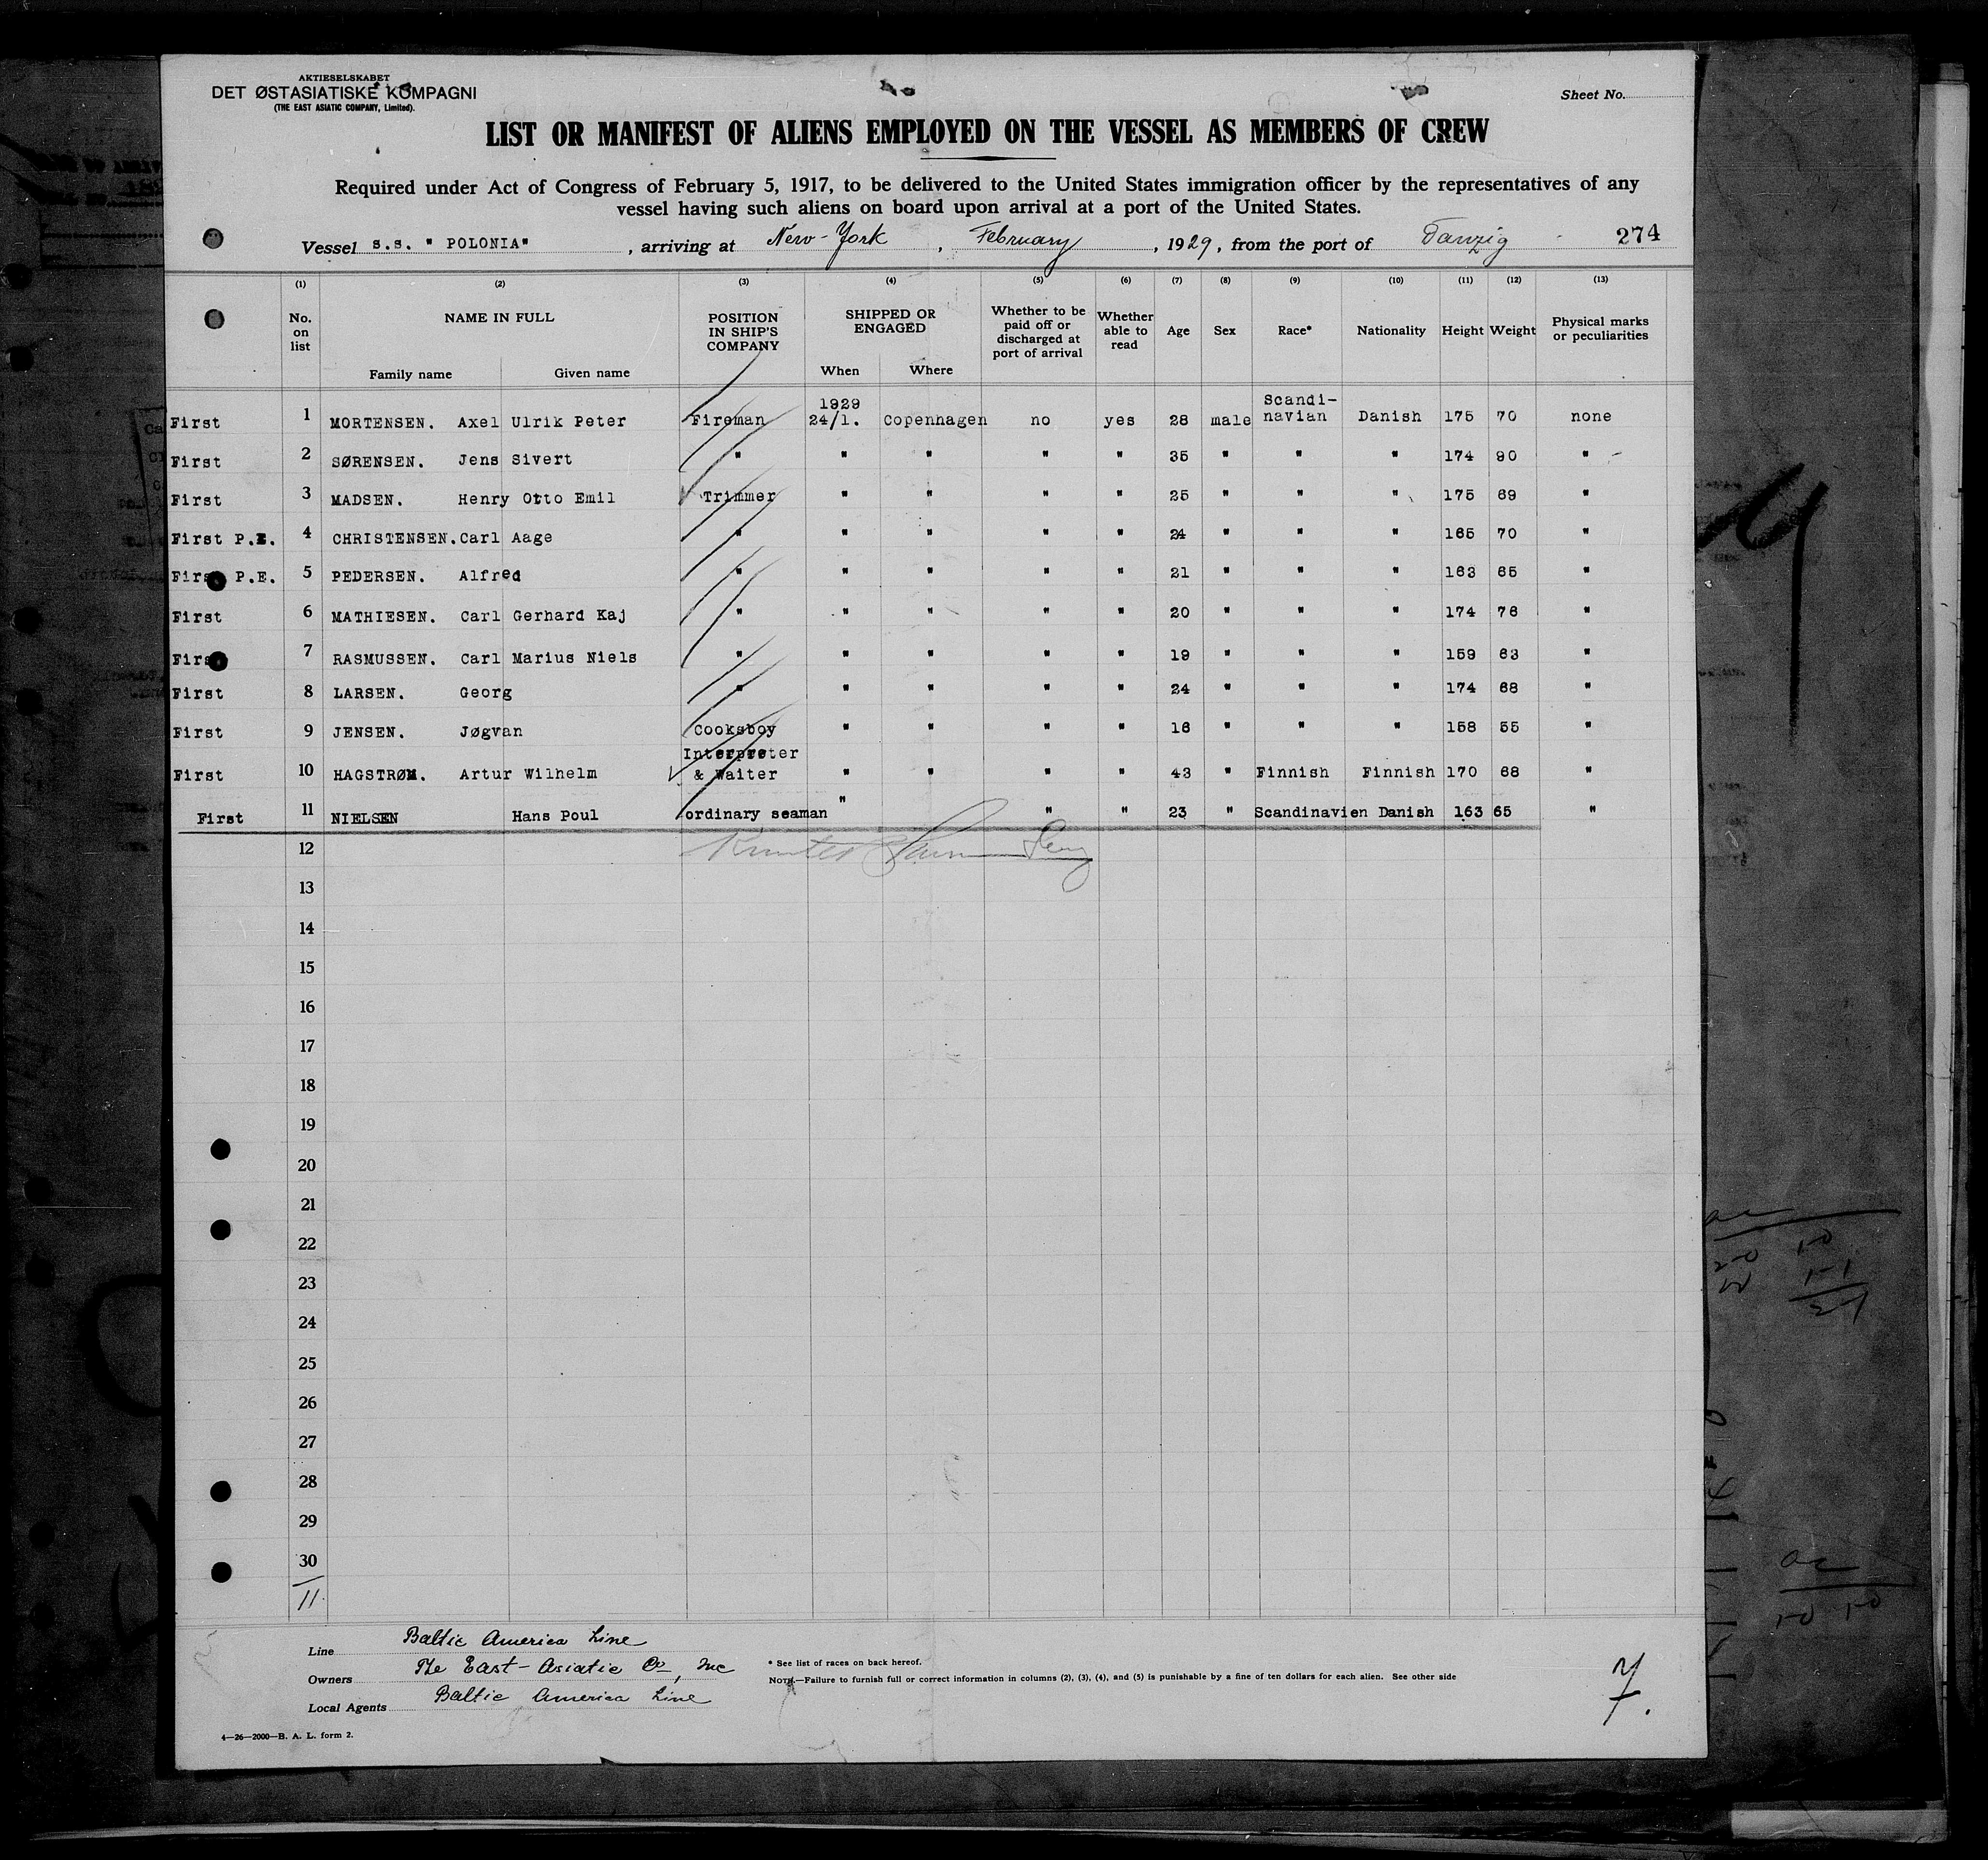 AKTIESELSKABET
DET ØSTASIATISKE KOMPAGNI
(THE EAST ASIATIC COMPANY, Limited).
Sheet No.
LIST OR MANIFEST OF ALIENS EMPLOYED ON THE VESSEL AS MEMBERS OF CREW
Required under Act of Congress of February 5, 1917, to be delivered to the United States immigration officer by the representatives of any
vessel having such aliens on board upon arrival at a port of the United States.
Vessel s.s. " POLONIA" , arriving at New-York , February , 1929, from the port of Danzig - 274
(1) (2) (3) (4) (5) (6) (7) (8) (9) (10) (11) (12) (13)
No. on list NAME IN FULL Family name Given name POSITION IN SHIP'S COMPANY SHIPPED OR ENGAGED When Where Whether to be paid off or discharged at port of arrival Whether able to read Age Sex Race* Nationality Height Weight Physical marks or peculiarities
1929 Scandi-
First 1 MORTENSEN. Axel Ulrik Peter Fireman 24/1. Copenhagen no yes 28 male navian Danish 175 70 none
First 2 SØRENSEN. Jens Sivert " " " " " 35 " " " 174 90 "
First 3 MADSEN. Henry Otto Emil Trimmer " " " " 25 " " " 175 69 "
First P.E. 4 CHRISTENSEN. Carl Aage " " " " " 24 " " " 165 70 "
First P.E. 5 PEDERSEN. Alfred " " " " " 21 " " " 163 65 "
First 6 MATHIESEN. Carl Gerhard Kaj " " " " " 20 " " " 174 76 "
First 7 RASMUSSEN. Carl Marius Niels " " " " " 19 " " " 159 63 "
First 8 LARSEN. Georg " " " " " 24 " " " 174 68 "
First 9 JENSEN. Jøgvan Cooksboy " " " " 16 " " " 158 55 "
Interpreter
First 10 HAGSTRØM. Artur Wilhelm & Waiter " " " " 43 " Finnish Finnish 170 68 "
First 11 NIELSEN Hans Poul ordinary seaman " " " 23 " Scandinavien Danish 163 65 "
12
13
14
15
16
17
18
19
20
21
22
23
24
25
26
27
28
29
30
11
Line Baltic America Line
Owners The East-Asiatic Co, Inc
Local Agents Baltic America Line
* See list of races on back hereof.
NOTE.—Failure to furnish full or correct information in columns (2), (3), (4), and (5) is punishable by a fine of ten dollars for each alien. See other side
4—26—2000—B. A. L. form 2.